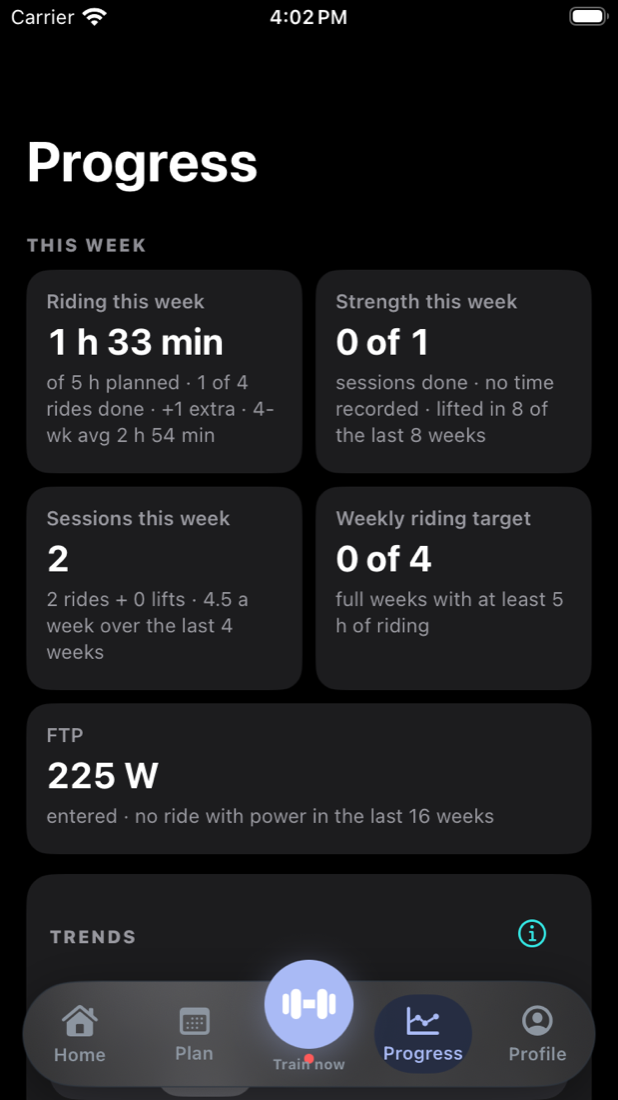 Carrier 4:02 PM
Progress
THIS WEEK
Riding this week
1 h 33 min
of 5 h planned · 1 of 4
rides done · +1 extra · 4-
wk avg 2 h 54 min
Strength this week
0 of 1
sessions done · no time
recorded · lifted in 8 of
the last 8 weeks
Sessions this week
2
2 rides + 0 lifts · 4.5 a
week over the last 4
weeks
Weekly riding target
0 of 4
full weeks with at least 5
h of riding
FTP
225 W
entered · no ride with power in the last 16 weeks
TRENDS
Home
Plan
Train now
Progress
Profile